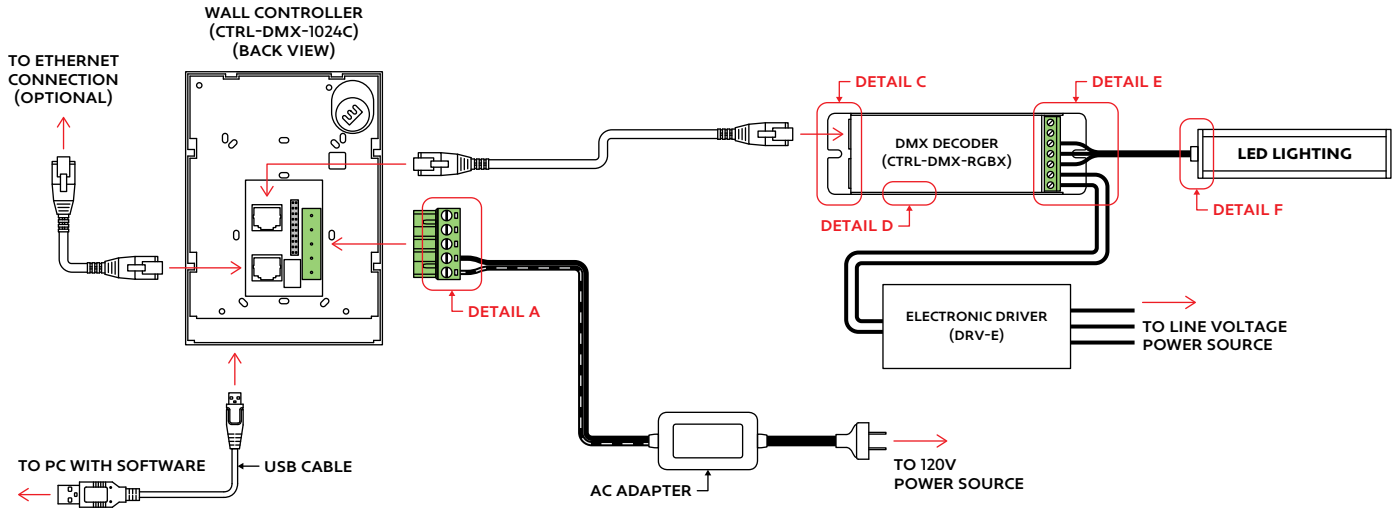 WALL CONTROLLER
(CTRL-DMX-1024C)
(BACK VIEW)
TO ETHERNET
CONNECTION
(OPTIONAL)
DETAIL C
DETAIL E
DMX DECODER
(CTRL-DMX-RGBX)
LED LIGHTING
DETAIL D
DETAIL F
DETAIL A
ELECTRONIC DRIVER
(DRV-E)
TO LINE VOLTAGE
POWER SOURCE
TO PC WITH SOFTWARE
USB CABLE
AC ADAPTER
TO 120V
POWER SOURCE